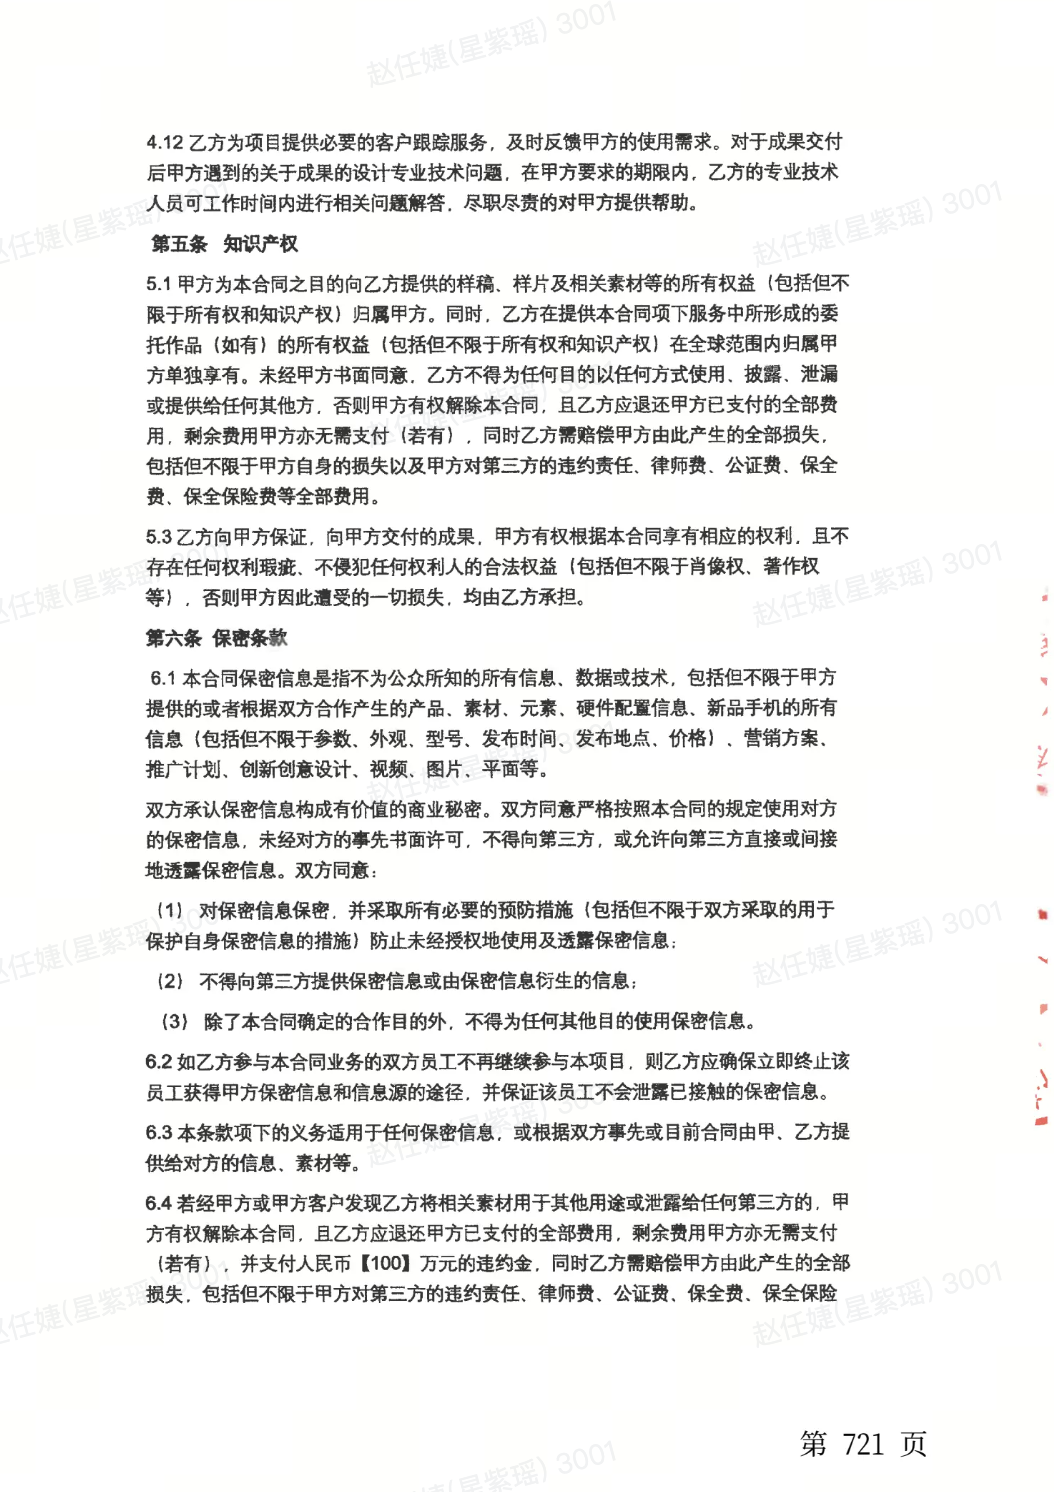 赵任婕(星紫瑶) 3001
4.12 乙方为项目提供必要的客户跟踪服务，及时反馈甲方的使用需求。对于成果交付
后甲方遇到的关于成果的设计专业技术问题，在甲方要求的期限内，乙方的专业技术
人员可工作时间内进行相关问题解答，尽职尽责的对甲方提供帮助。
第五条 知识产权
5.1 甲方为本合同之目的向乙方提供的样稿、样片及相关素材等的所有权益（包括但不
限于所有权和知识产权）归属甲方。同时，乙方在提供本合同项下服务中所形成的委
托作品（如有）的所有权益（包括但不限于所有权和知识产权）在全球范围内归属甲
方单独享有。未经甲方书面同意，乙方不得为任何目的以任何方式使用、披露、泄漏
或提供给任何其他方，否则甲方有权解除本合同，且乙方应退还甲方已支付的全部费
用，剩余费用甲方亦无需支付（若有），同时乙方需赔偿甲方由此产生的全部损失，
包括但不限于甲方自身的损失以及甲方对第三方的违约责任、律师费、公证费、保全
费、保全保险费等全部费用。
5.3 乙方向甲方保证，向甲方交付的成果，甲方有权根据本合同享有相应的权利，且不
存在任何权利瑕疵、不侵犯任何权利人的合法权益（包括但不限于肖像权、著作权
等），否则甲方因此遭受的一切损失，均由乙方承担。
第六条 保密条款
6.1 本合同保密信息是指不为公众所知的所有信息、数据或技术，包括但不限于甲方
提供的或者根据双方合作产生的产品、素材、元素、硬件配置信息、新品手机的所有
信息（包括但不限于参数、外观、型号、发布时间、发布地点、价格）、营销方案、
推广计划、创新创意设计、视频、图片、平面等。
双方承认保密信息构成有价值的商业秘密。双方同意严格按照本合同的规定使用对方
的保密信息，未经对方的事先书面许可，不得向第三方，或允许向第三方直接或间接
地透露保密信息。双方同意：
（1） 对保密信息保密，并采取所有必要的预防措施（包括但不限于双方采取的用于
保护自身保密信息的措施）防止未经授权地使用及透露保密信息；
（2） 不得向第三方提供保密信息或由保密信息衍生的信息；
（3） 除了本合同确定的合作目的外，不得为任何其他目的使用保密信息。
6.2 如乙方参与本合同业务的双方员工不再继续参与本项目，则乙方应确保立即终止该
员工获得甲方保密信息和信息源的途径，并保证该员工不会泄露已接触的保密信息。
6.3 本条款项下的义务适用于任何保密信息，或根据双方事先或目前合同由甲、乙方提
供给对方的信息、素材等。
6.4 若经甲方或甲方客户发现乙方将相关素材用于其他用途或泄露给任何第三方的，甲
方有权解除本合同，且乙方应退还甲方已支付的全部费用，剩余费用甲方亦无需支付
（若有），并支付人民币【100】万元的违约金，同时乙方需赔偿甲方由此产生的全部
损失，包括但不限于甲方对第三方的违约责任、律师费、公证费、保全费、保全保险
第 721 页